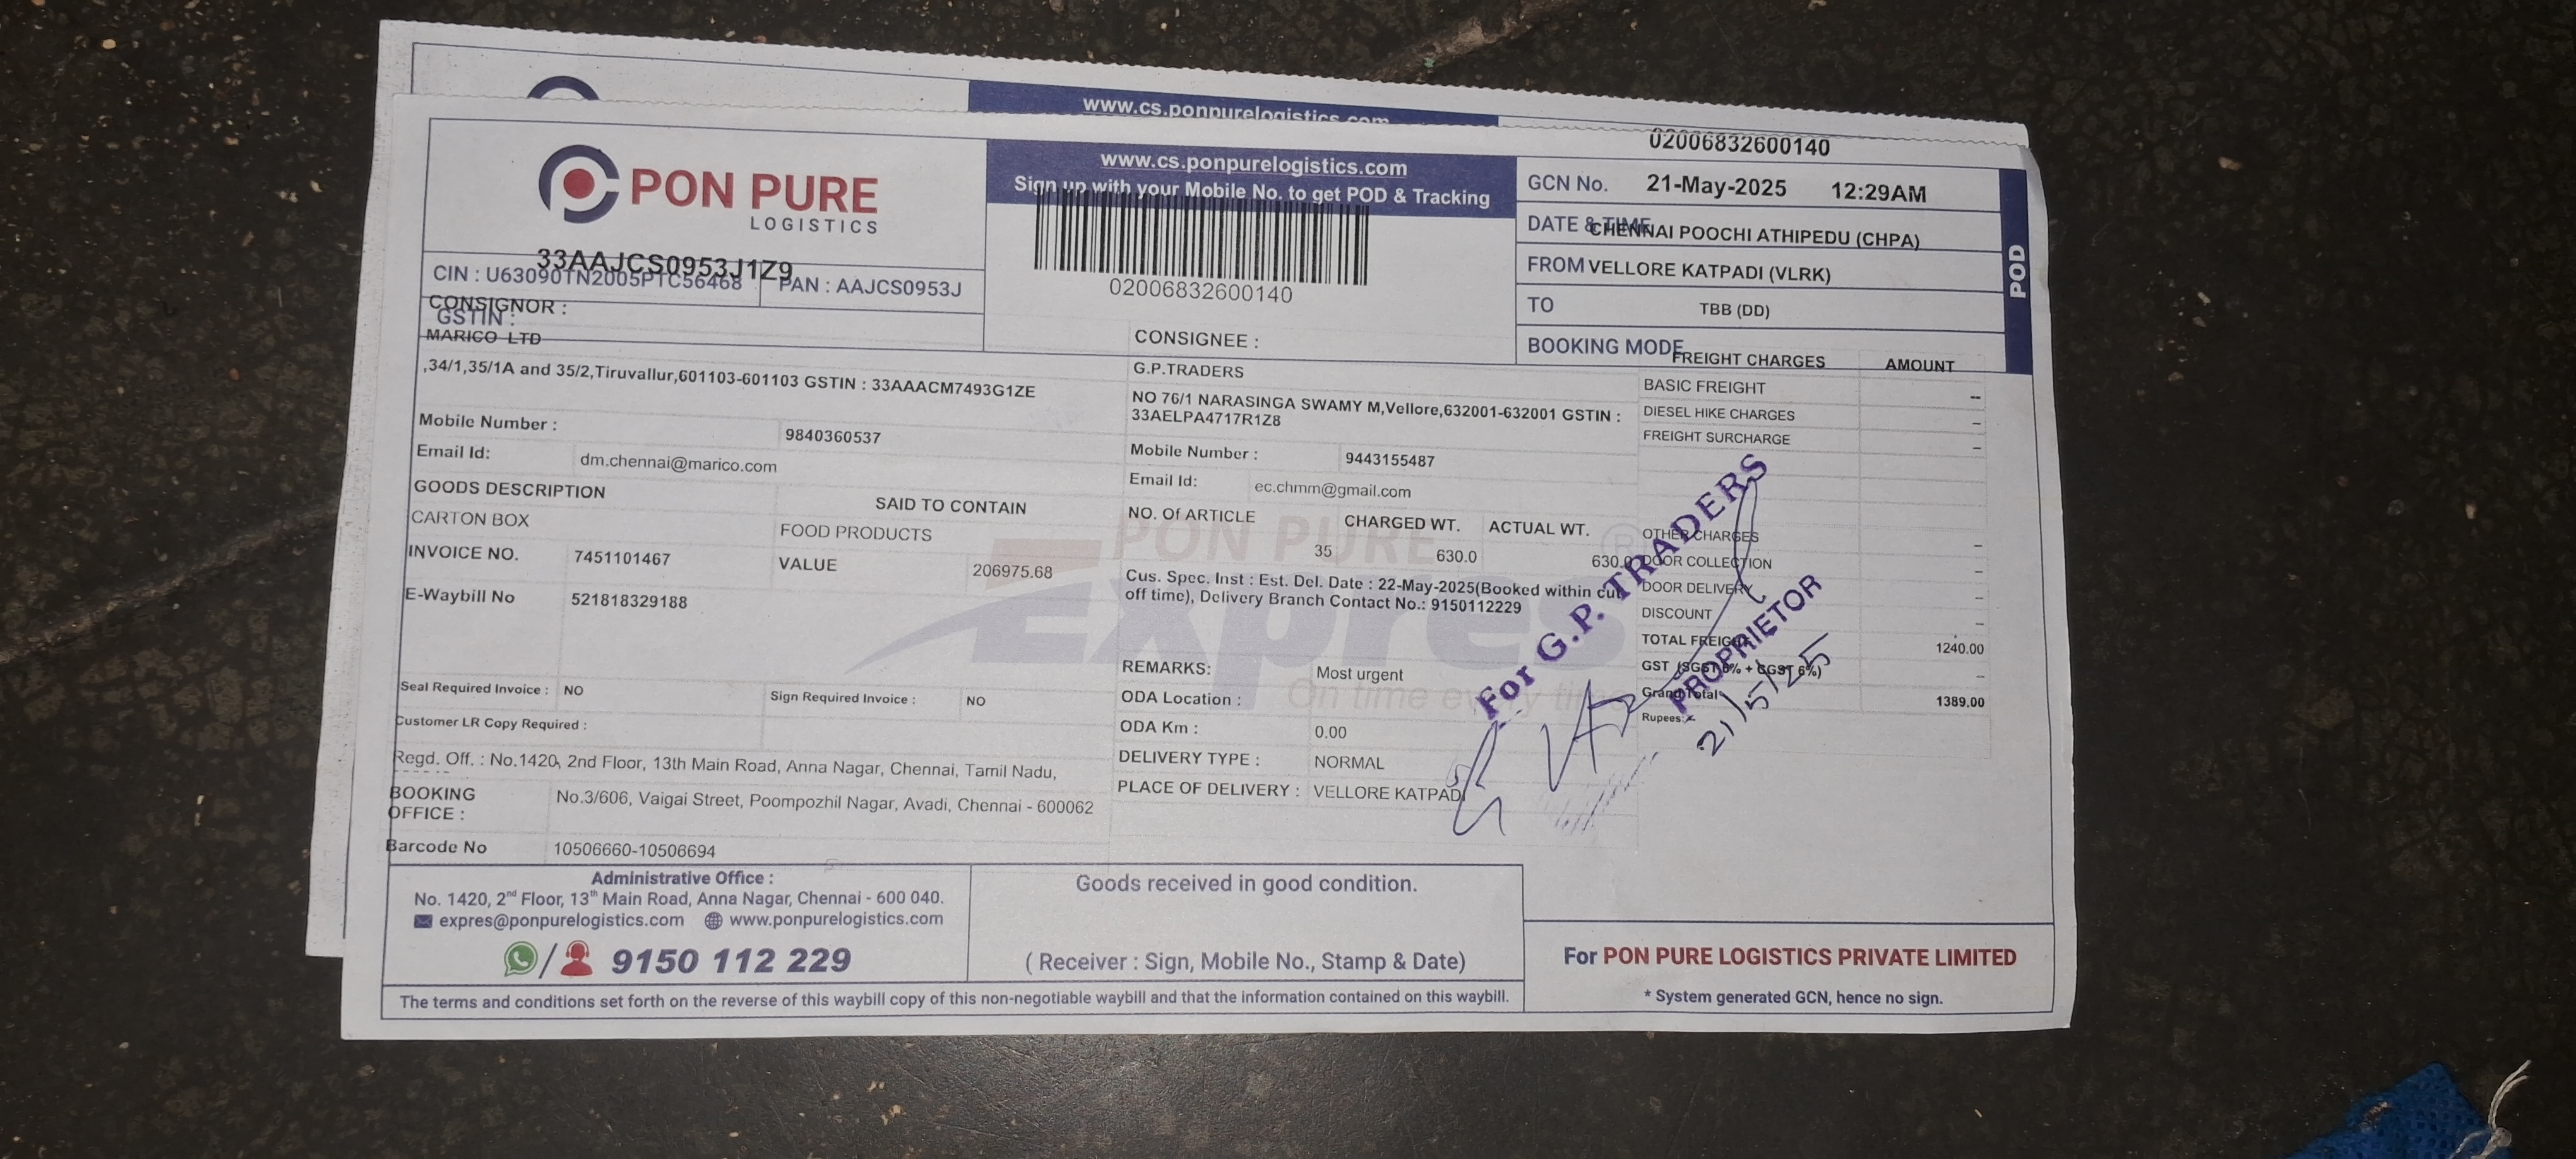 www.cs.ponpurelogistics.com
PON PURE
LOGISTICS
www.cs.ponpurelogistics.com
Sign up with your Mobile No. to get POD & Tracking
02006832600140
GCN No. 21-May-2025 12:29AM
DATE & TIME CHENNAI POOCHI ATHIPEDU (CHPA)
FROM VELLORE KATPADI (VLRK)
TO TBB (DD)
BOOKING MODE
POD
33AAJCS0953J1Z9
CIN : U63090TN2005PTC56468 PAN : AAJCS0953J
02006832600140
CONSIGNOR :
GSTIN :
MARICO LTD
,34/1,35/1A and 35/2,Tiruvallur,601103-601103 GSTIN : 33AAACM7493G1ZE
Mobile Number : 9840360537
Email Id: dm.chennai@marico.com
GOODS DESCRIPTION SAID TO CONTAIN
CARTON BOX FOOD PRODUCTS
INVOICE NO. 7451101467 VALUE 206975.68
E-Waybill No 521818329188
Seal Required Invoice : NO Sign Required Invoice : NO
Customer LR Copy Required :
Regd. Off. : No.1420, 2nd Floor, 13th Main Road, Anna Nagar, Chennai, Tamil Nadu,
BOOKING OFFICE : No.3/606, Vaigai Street, Poompozhil Nagar, Avadi, Chennai - 600062
Barcode No 10506660-10506694
CONSIGNEE :
G.P.TRADERS
NO 76/1 NARASINGA SWAMY M,Vellore,632001-632001 GSTIN :
33AELPA4717R1Z8
Mobile Number : 9443155487
Email Id: ec.chmm@gmail.com
NO. Of ARTICLE CHARGED WT. ACTUAL WT.
35 630.0 630.0
Cus. Spec. Inst : Est. Del. Date : 22-May-2025(Booked within cut
off time), Delivery Branch Contact No.: 9150112229
PON PURE
Expres
On time every time
REMARKS: Most urgent
ODA Location :
ODA Km : 0.00
DELIVERY TYPE : NORMAL
PLACE OF DELIVERY : VELLORE KATPADI
FREIGHT CHARGES AMOUNT
BASIC FREIGHT --
DIESEL HIKE CHARGES --
FREIGHT SURCHARGE --
OTHER CHARGES --
DOOR COLLECTION --
DOOR DELIVERY --
DISCOUNT --
TOTAL FREIGHT 1240.00
GST (SGST 6% + CGST 6%) --
Grand Total 1389.00
Rupees:
For G.P. TRADERS
PROPRIETOR
21/5/25
Administrative Office :
No. 1420, 2nd Floor, 13th Main Road, Anna Nagar, Chennai - 600 040.
expres@ponpurelogistics.com www.ponpurelogistics.com
9150 112 229
Goods received in good condition.
( Receiver : Sign, Mobile No., Stamp & Date)
For PON PURE LOGISTICS PRIVATE LIMITED
* System generated GCN, hence no sign.
The terms and conditions set forth on the reverse of this waybill copy of this non-negotiable waybill and that the information contained on this waybill.